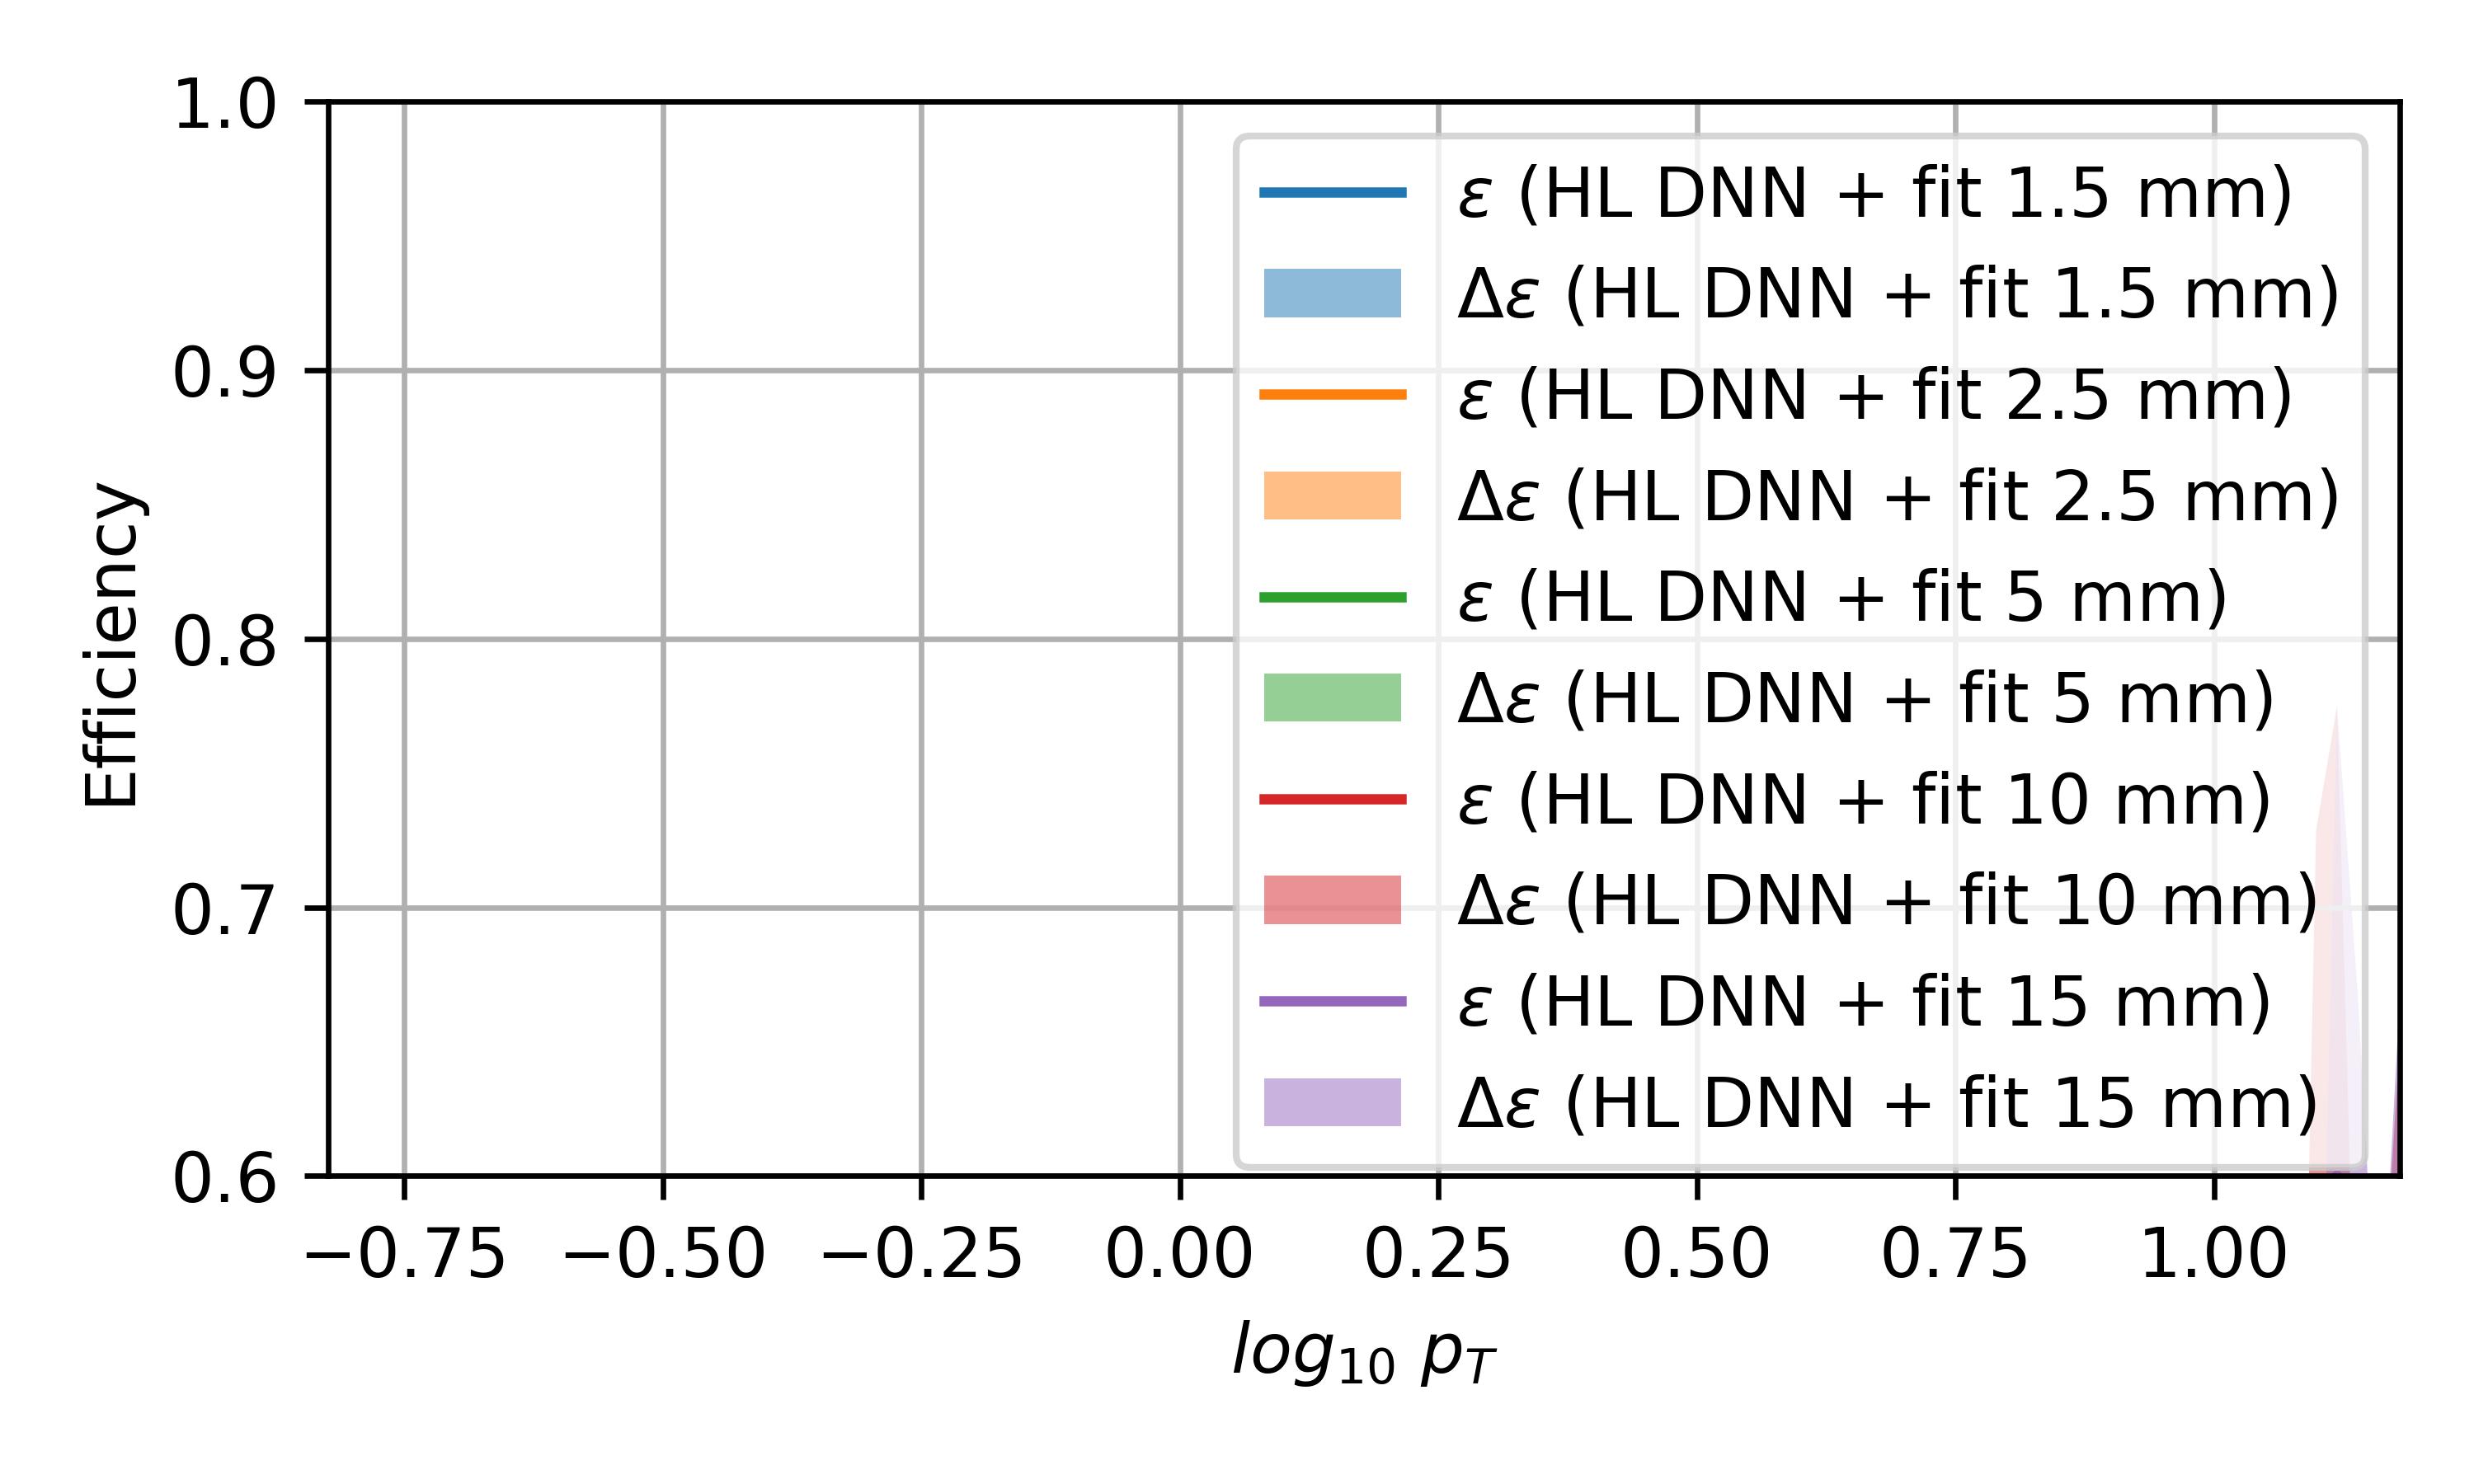 1.0
0.9
0.8
0.7
0.6
Efficiency
ε (HL DNN + fit 1.5 mm)
Δε (HL DNN + fit 1.5 mm)
ε (HL DNN + fit 2.5 mm)
Δε (HL DNN + fit 2.5 mm)
ε (HL DNN + fit 5 mm)
Δε (HL DNN + fit 5 mm)
ε (HL DNN + fit 10 mm)
Δε (HL DNN + fit 10 mm)
ε (HL DNN + fit 15 mm)
Δε (HL DNN + fit 15 mm)
−0.75 −0.50 −0.25 0.00 0.25 0.50 0.75 1.00
log₁₀ p_T